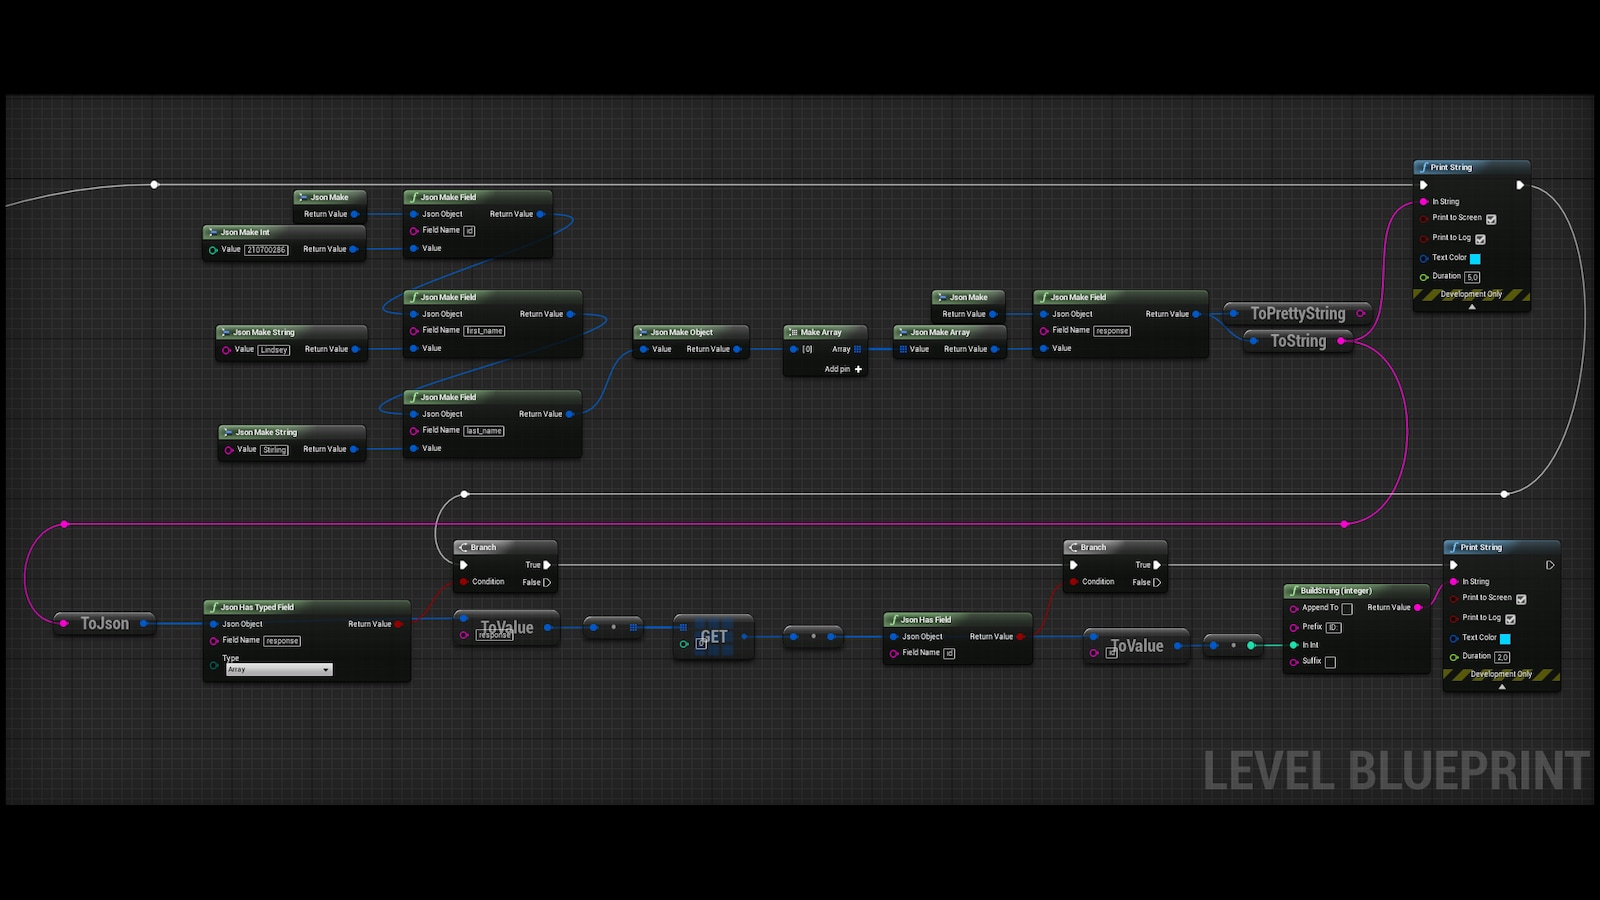 Print String
In String
Print to Screen
Print to Log
Text Color
Duration 5,0
Development Only
Json Make
Return Value
Json Make Field
Json Object Return Value
Field Name id
Value
Json Make Int
Value 210700286 Return Value
Json Make Field
Json Object Return Value
Field Name first_name
Value
Json Make String
Value Lindsey Return Value
Json Make Object
Value Return Value
Make Array
[0] Array
Add pin
Json Make
Return Value
Json Make Array
Value Return Value
Json Make Field
Json Object Return Value
Field Name response
Value
ToPrettyString
ToString
Json Make Field
Json Object Return Value
Field Name last_name
Value
Json Make String
Value Stirling Return Value
Branch
True
Condition False
Branch
True
Condition False
Print String
In String
Print to Screen
Print to Log
Text Color
Duration 2,0
Development Only
ToJson
Json Has Typed Field
Json Object Return Value
Field Name response
Type
Array
ToValue
response
GET
0
Json Has Field
Json Object Return Value
Field Name id
ToValue
id
BuildString (integer)
Append To Return Value
Prefix ID:
In Int
Suffix
LEVEL BLUEPRINT